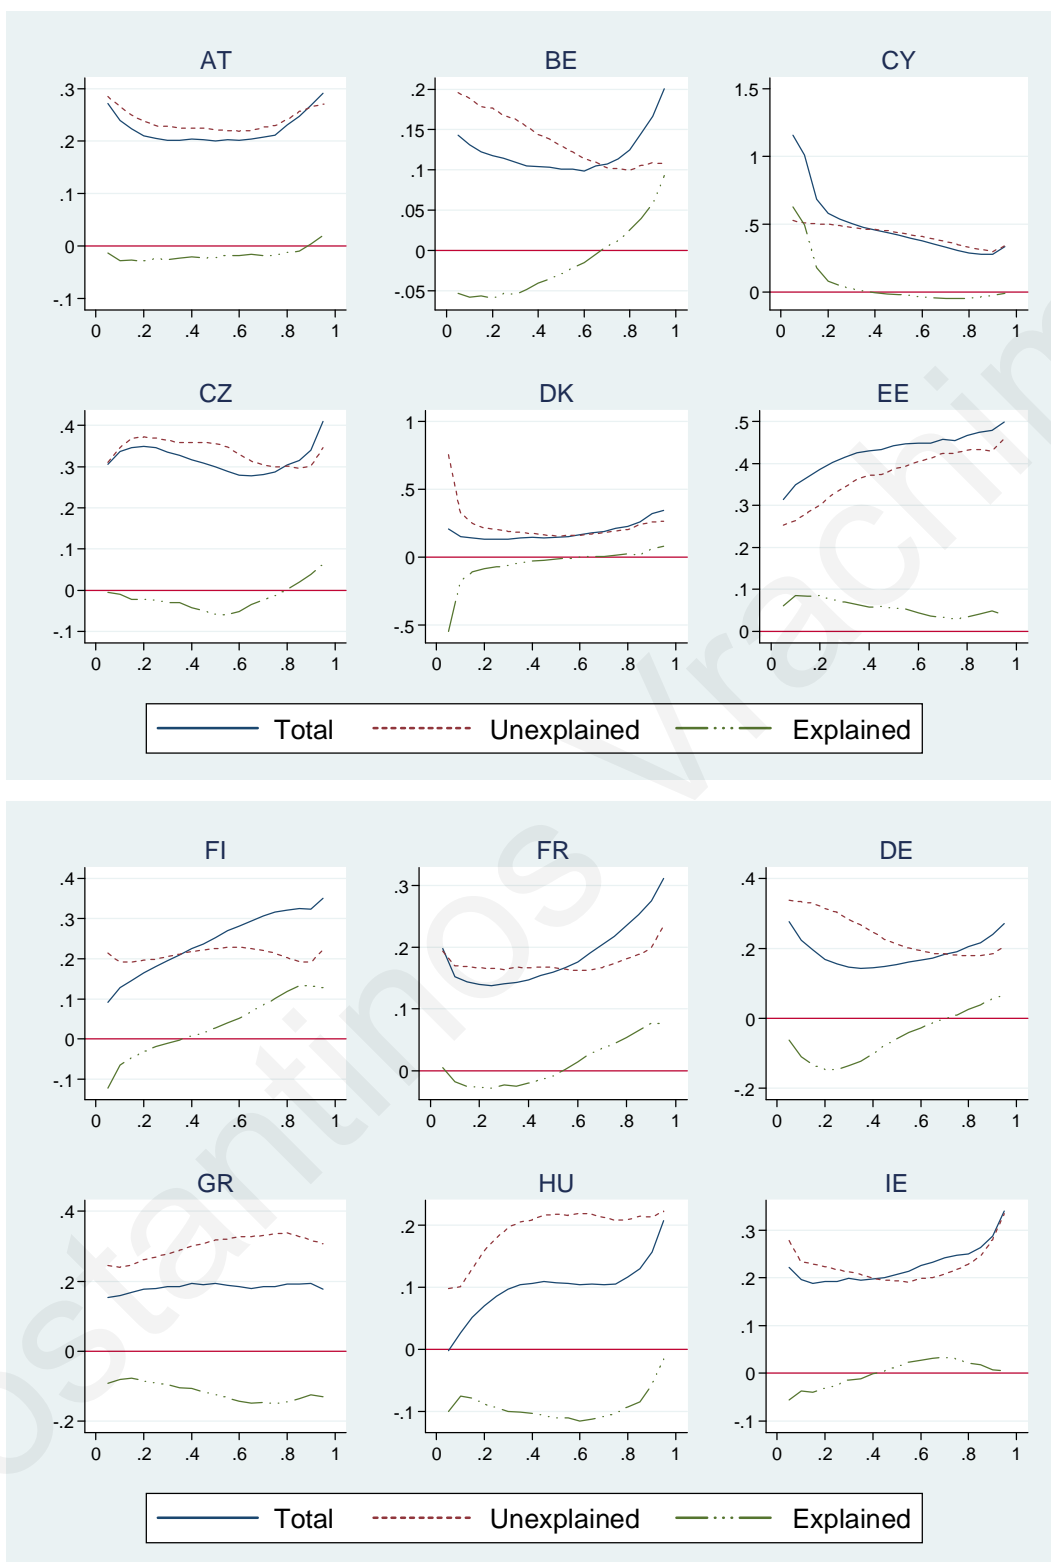 AT BE CY
.3 .2 1.5
.2 .15 1
.1 .1 .5
0 .05 0
-.1 0
-.05
0 .2 .4 .6 .8 1 0 .2 .4 .6 .8 1 0 .2 .4 .6 .8 1
CZ DK EE
.4 1 .5
.3 .5 .4
.2 0 .3
.1 -.5 .2
0 .1
-.1 0
0 .2 .4 .6 .8 1 0 .2 .4 .6 .8 1 0 .2 .4 .6 .8 1
Total Unexplained Explained
FI FR DE
.4 .3 .4
.3 .2 .2
.2 .1 0
.1 0 -.2
0
-.1
0 .2 .4 .6 .8 1 0 .2 .4 .6 .8 1 0 .2 .4 .6 .8 1
GR HU IE
.4 .2 .3
.2 .1 .2
0 0 .1
-.2 -.1 0
-.1
0 .2 .4 .6 .8 1 0 .2 .4 .6 .8 1 0 .2 .4 .6 .8 1
Total Unexplained Explained